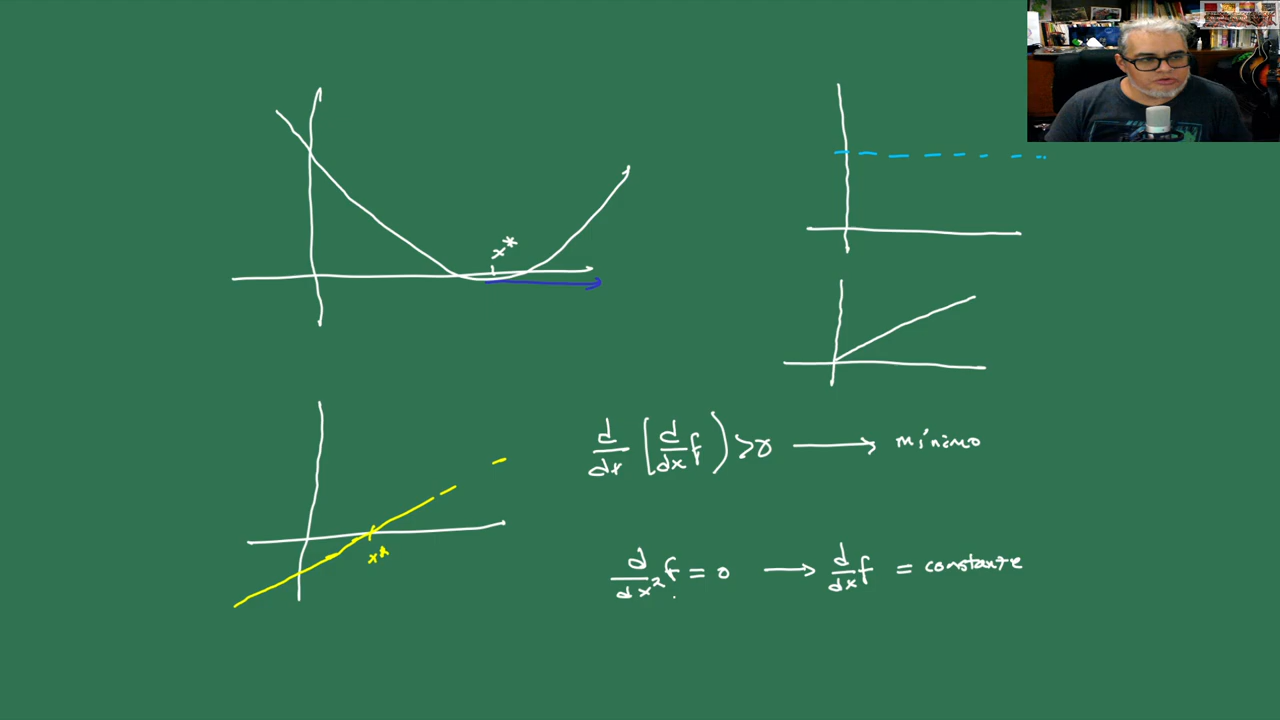 x*
x*
d/dx (d/dx f) > 0 → mínimo
d/dx² f = 0 → d/dx f = constante